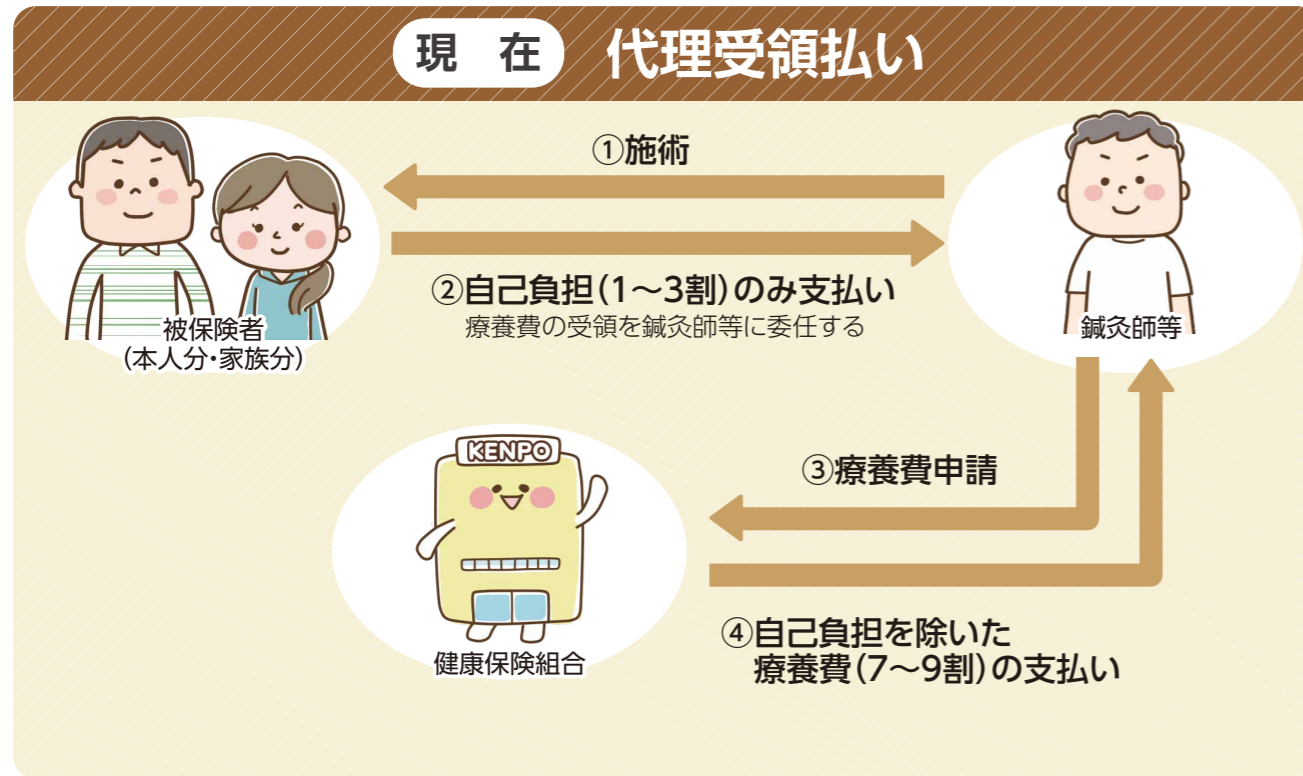 現 在 代理受領払い
①施術
②自己負担(1～3割)のみ支払い
療養費の受領を鍼灸師等に委任する
被保険者
(本人分・家族分)
鍼灸師等
KENPO
③療養費申請
④自己負担を除いた
療養費(7～9割)の支払い
健康保険組合